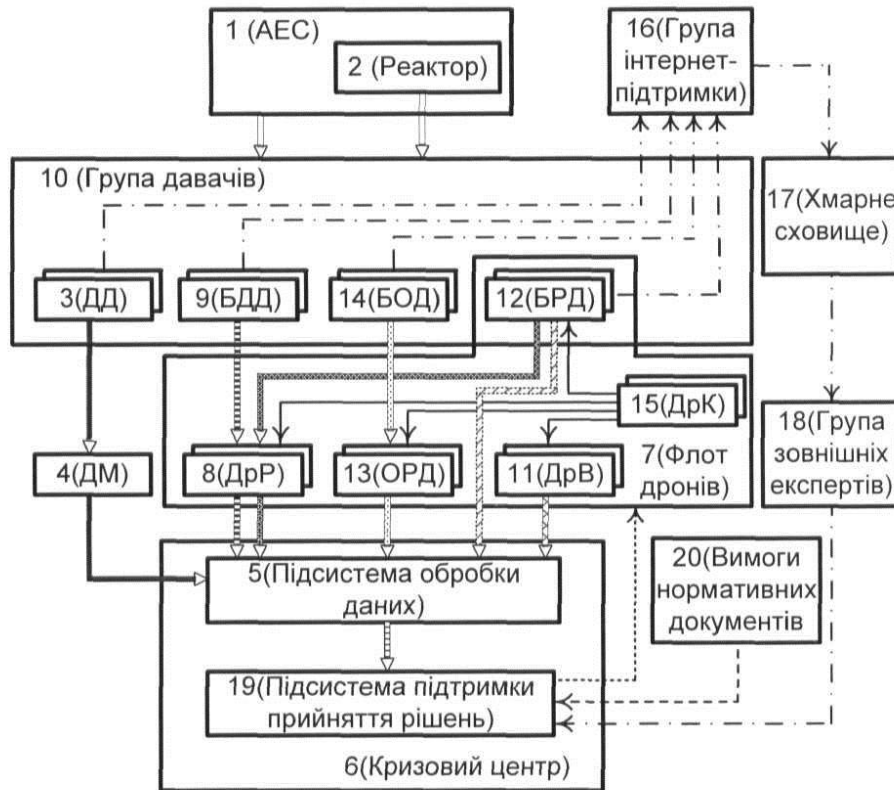 1 (АЕС)
2 (Реактор)
16(Група
інтернет-
підтримки)
10 (Група давачів)
17(Хмарне
сховище)
3(ДД)
9(БДД)
14(БОД)
12(БРД)
15(ДрК)
4(ДМ)
8(ДрР)
13(ОРД)
11(ДрВ)
7(Флот
дронів)
18(Група
зовнішніх
експертів)
5(Підсистема обробки
даних)
20(Вимоги
нормативних
документів
19(Підсистема підтримки
прийняття рішень)
6(Кризовий центр)